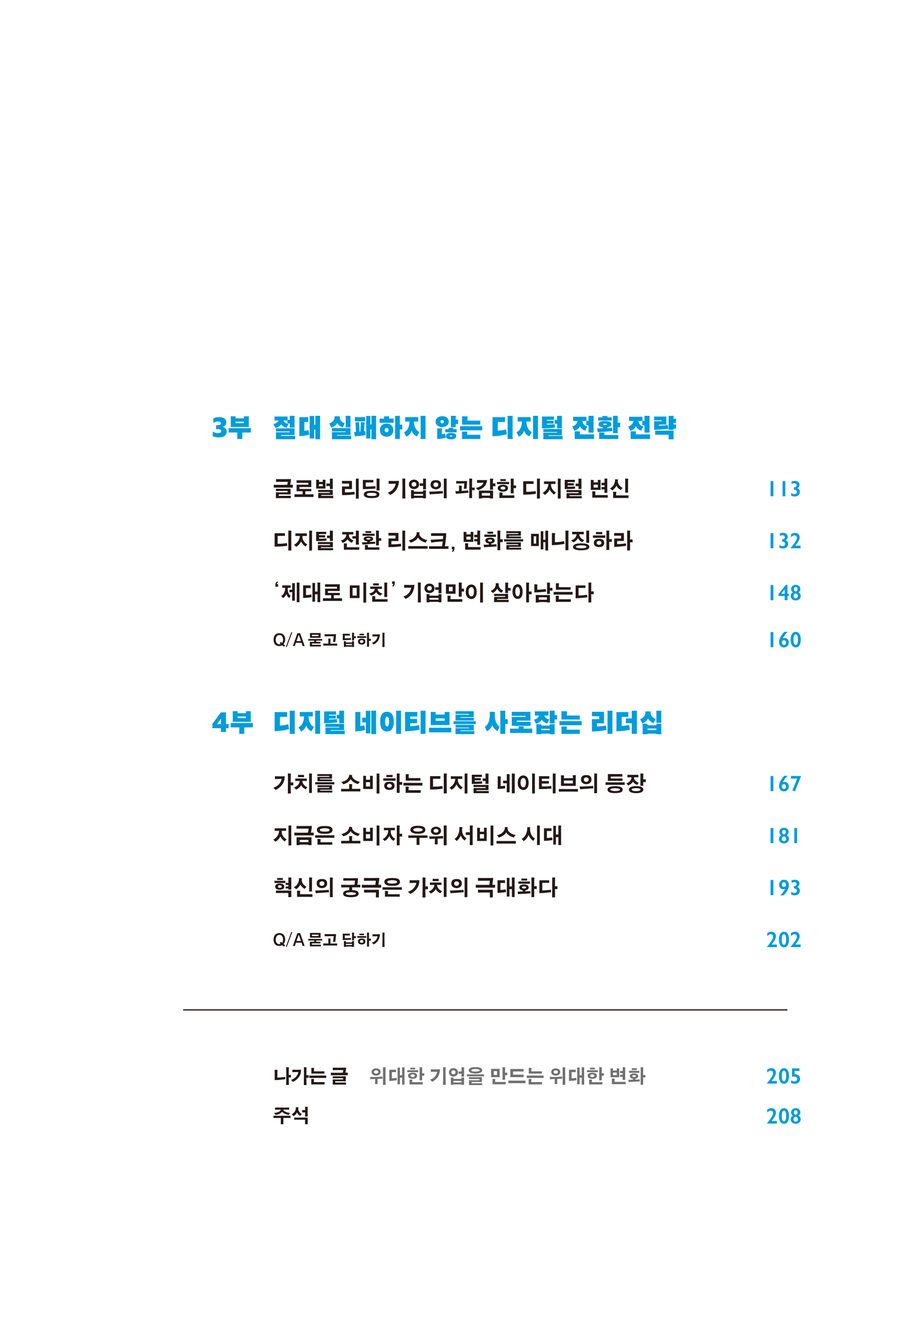 3부 절대 실패하지 않는 디지털 전환 전략
글로벌 리딩 기업의 과감한 디지털 변신 113
디지털 전환 리스크, 변화를 매니징하라 132
‘제대로 미친’ 기업만이 살아남는다 148
Q/A 묻고 답하기 160
4부 디지털 네이티브를 사로잡는 리더십
가치를 소비하는 디지털 네이티브의 등장 167
지금은 소비자 우위 서비스 시대 181
혁신의 궁극은 가치의 극대화다 193
Q/A 묻고 답하기 202
나가는 글 위대한 기업을 만드는 위대한 변화 205
주석 208